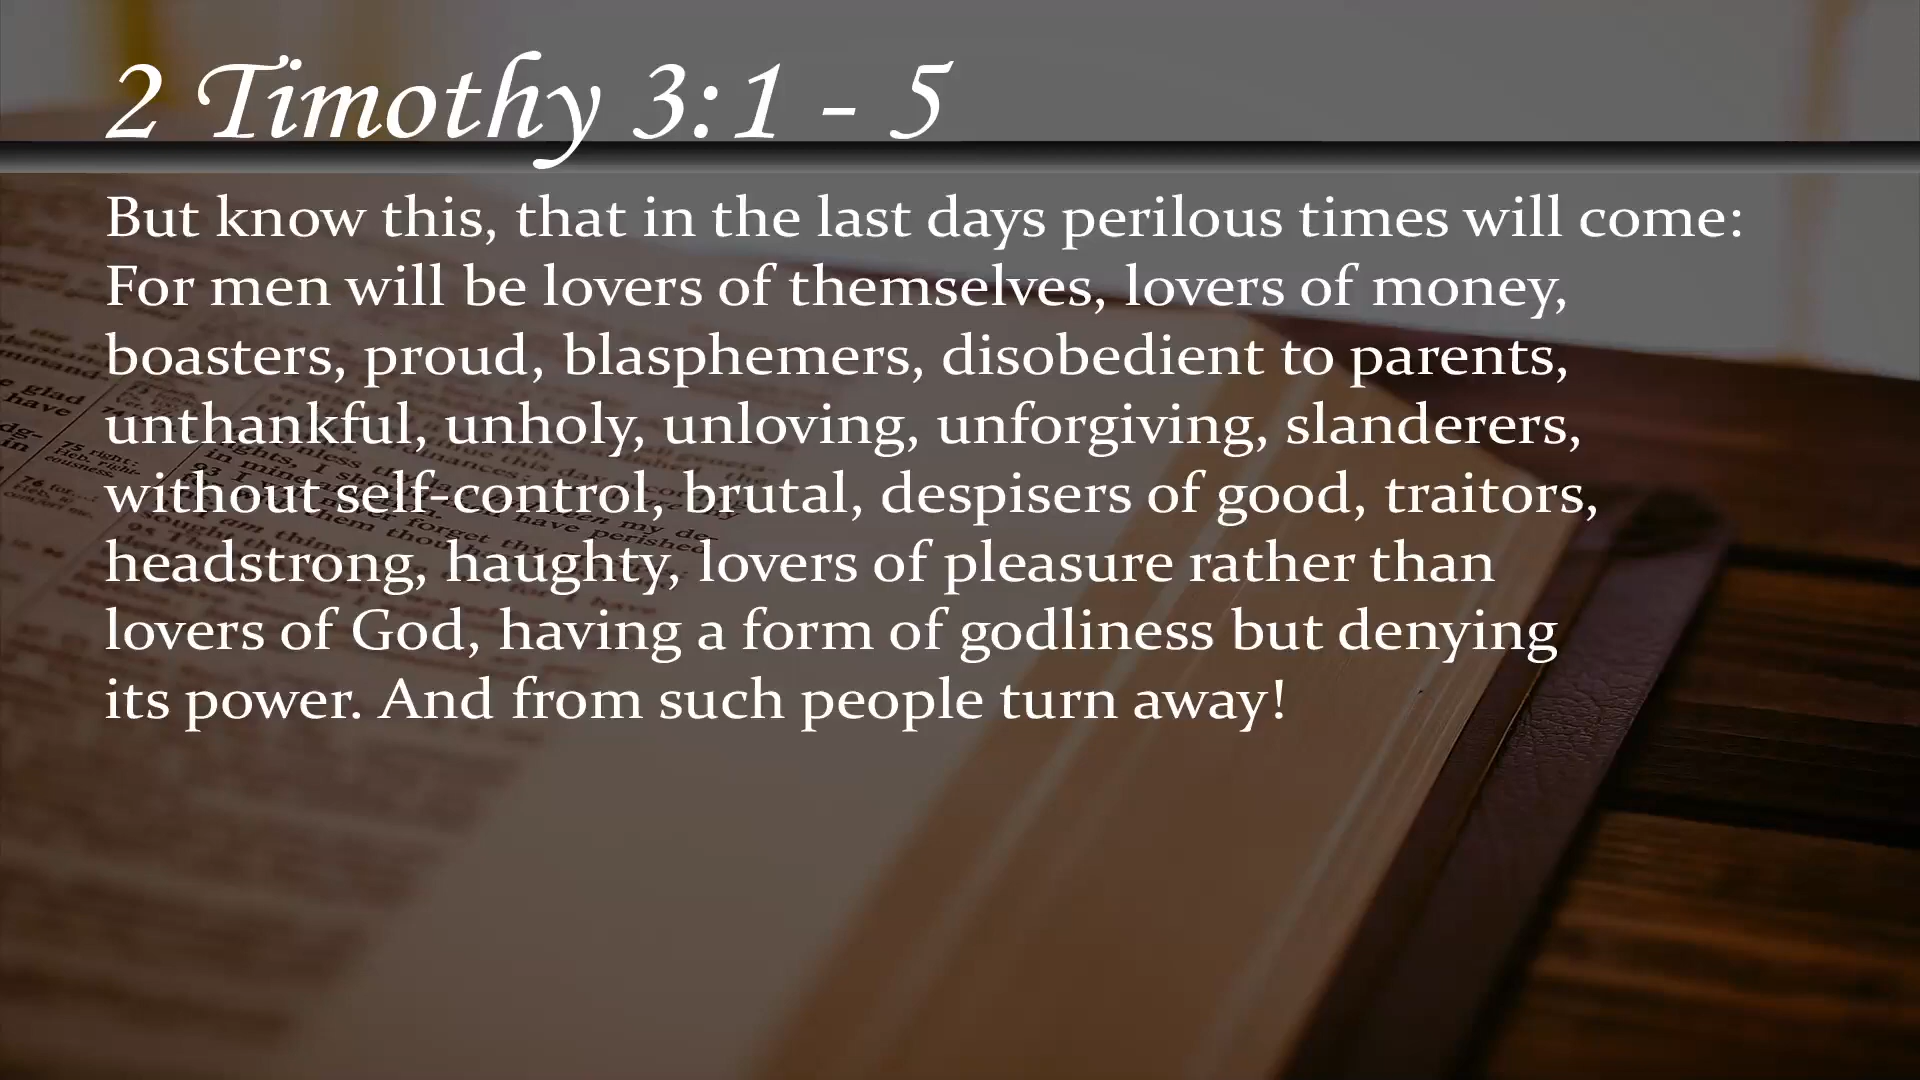 2 Timothy 3:1 - 5
But know this, that in the last days perilous times will come:
For men will be lovers of themselves, lovers of money,
boasters, proud, blasphemers, disobedient to parents,
unthankful, unholy, unloving, unforgiving, slanderers,
without self-control, brutal, despisers of good, traitors,
headstrong, haughty, lovers of pleasure rather than
lovers of God, having a form of godliness but denying
its power. And from such people turn away!